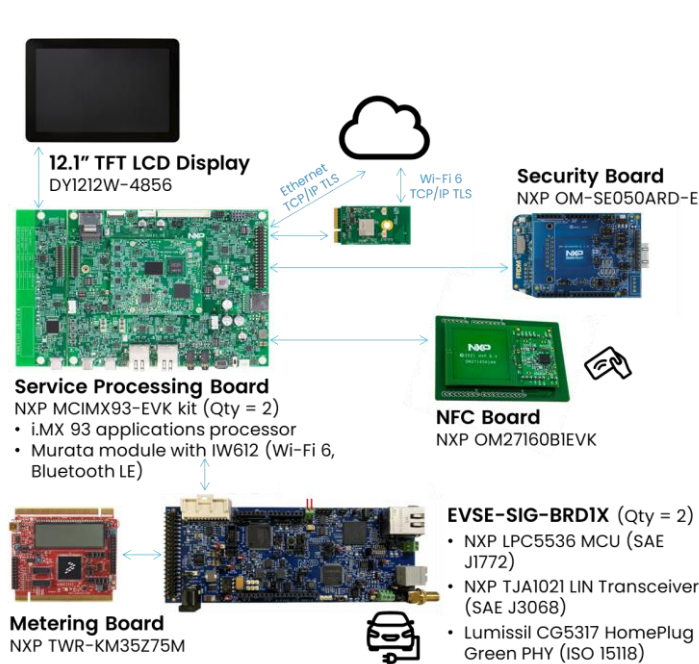 12.1” TFT LCD Display
DY1212W-4856
Ethernet
TCP/IP TLS
Wi-Fi 6
TCP/IP TLS
Security Board
NXP OM-SE050ARD-E
NXP
NXP
NXP
Service Processing Board
NXP MCIMX93-EVK kit (Qty = 2)
• i.MX 93 applications processor
• Murata module with IW612 (Wi-Fi 6,
Bluetooth LE)
NFC Board
NXP OM27160B1EVK
EVSE-SIG-BRD1X (Qty = 2)
• NXP LPC5536 MCU (SAE
J1772)
• NXP TJA1021 LIN Transceiver
(SAE J3068)
• Lumissil CG5317 HomePlug
Green PHY (ISO 15118)
Metering Board
NXP TWR-KM35Z75M